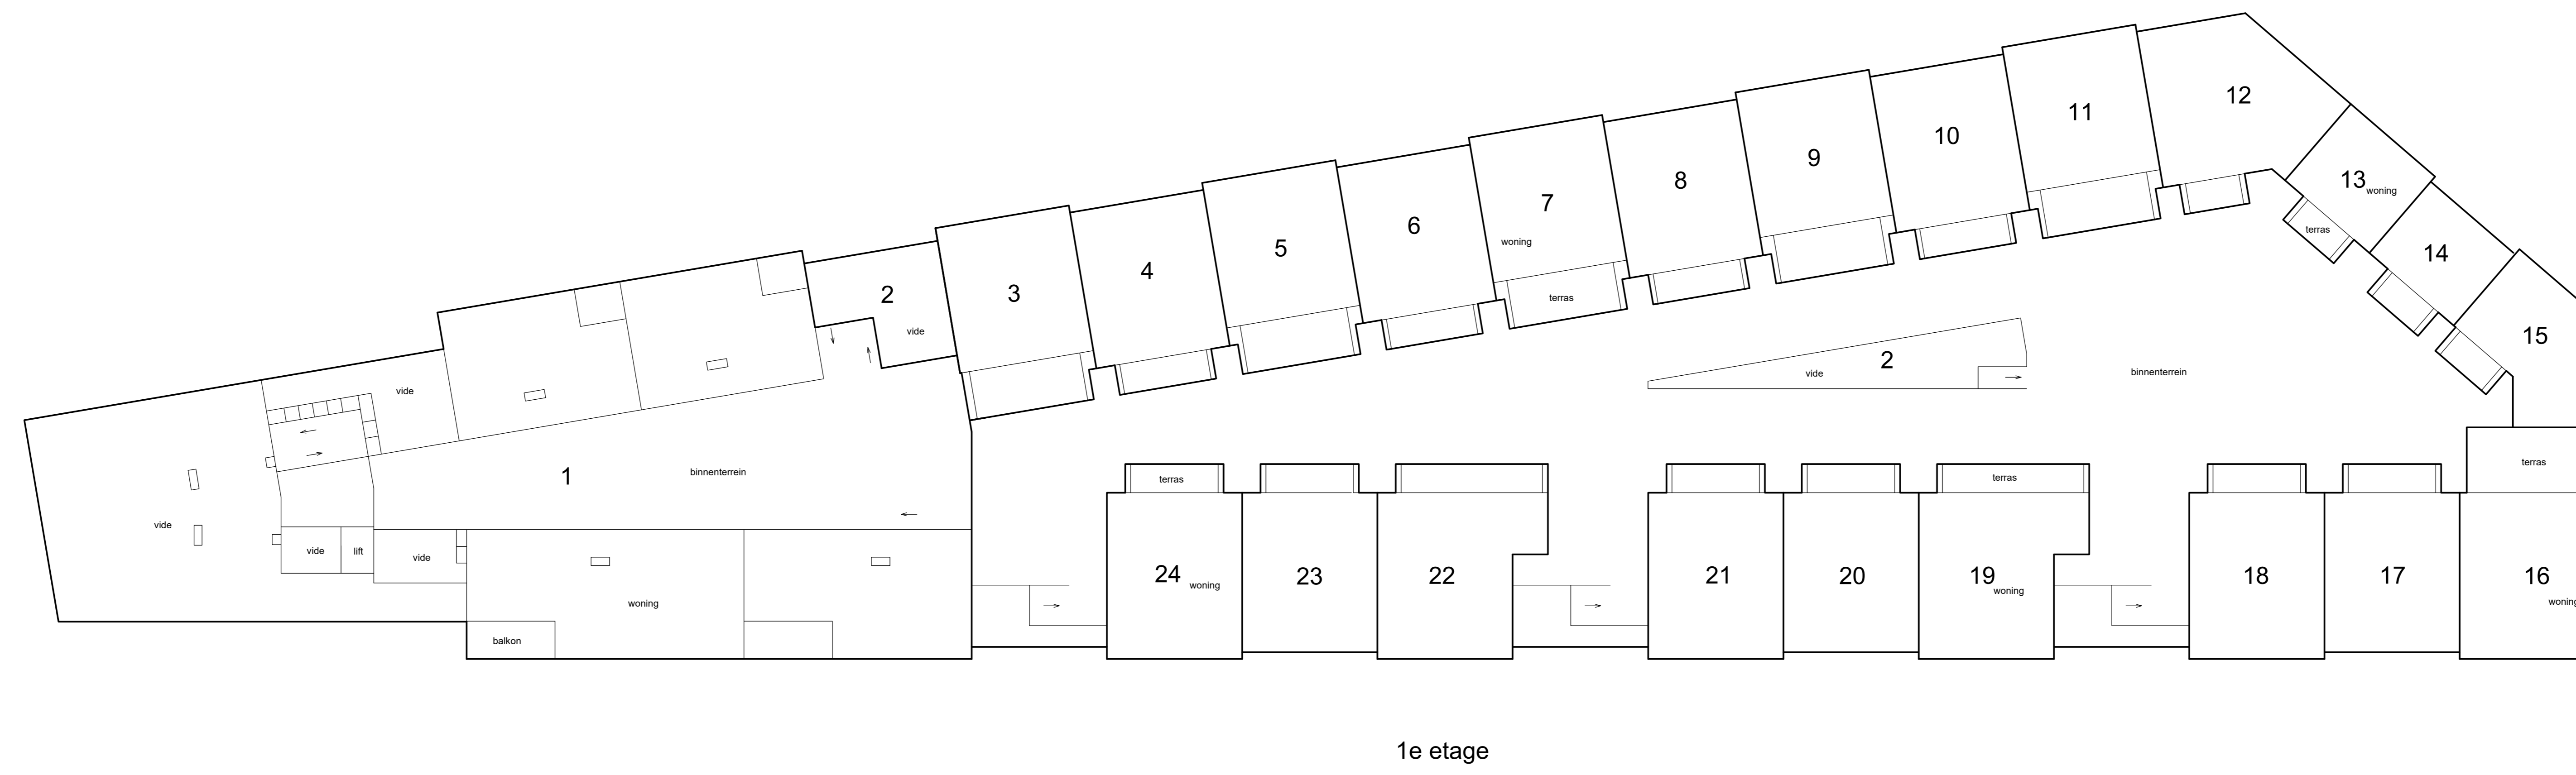 12
11
10
9
8
7
woning
terras
6
5
4
3
2
vide
13 woning
terras
14
15
2
vide
binnenterrein
vide
1
binnenterrein
vide
vide
lift
vide
woning
balkon
terras
24 woning
23
22
21
20
terras
19 woning
18
17
terras
16
woning
1e etage